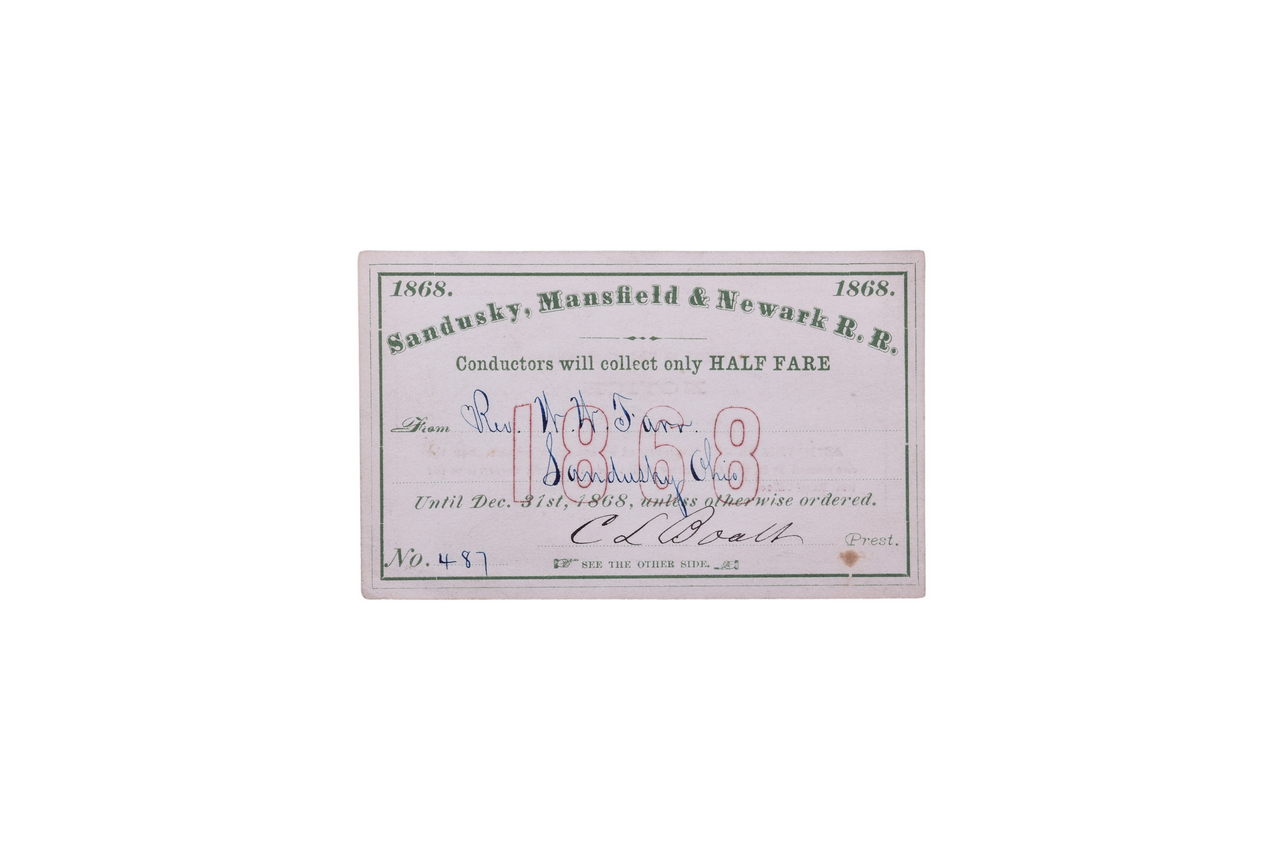 1868. 1868.
Sandusky, Mansfield & Newark R. R.
Conductors will collect only HALF FARE
From Rev. W. W. Farr.
1868
Sandusky Ohio
Until Dec. 31st, 1868, unless otherwise ordered.
C L Boalt Prest.
No. 487 SEE THE OTHER SIDE.